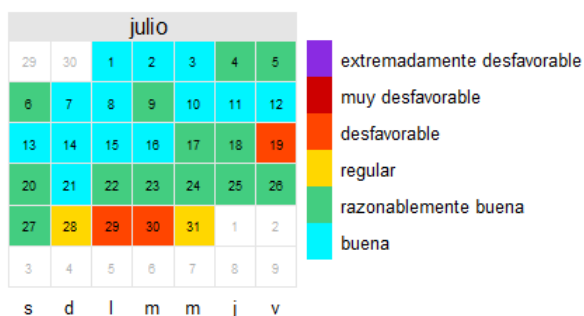 julio
29 30 1 2 3 4 5
6 7 8 9 10 11 12
13 14 15 16 17 18 19
20 21 22 23 24 25 26
27 28 29 30 31 1 2
3 4 5 6 7 8 9
s d l m m j v
extremadamente desfavorable
muy desfavorable
desfavorable
regular
razonablemente buena
buena